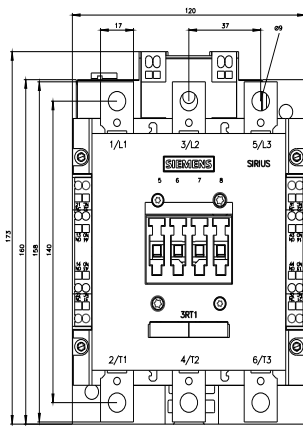 120
17
37
ø9
1/L1
3/L2
5/L3
SIEMENS
SIRIUS
5 6 7 8
173
160
158
140
3RT1
2/T1
4/T2
6/T3